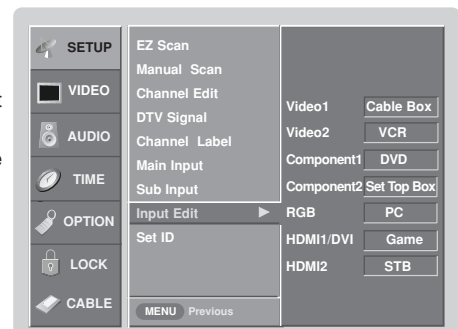 SETUP
VIDEO
AUDIO
TIME
OPTION
LOCK
CABLE
EZ Scan
Manual Scan
Channel Edit
DTV Signal
Channel Label
Main Input
Sub Input
Input Edit ▶
Set ID
MENU Previous
Video1 Cable Box
Video2 VCR
Component1 DVD
Component2 Set Top Box
RGB PC
HDMI1/DVI Game
HDMI2 STB
t
e